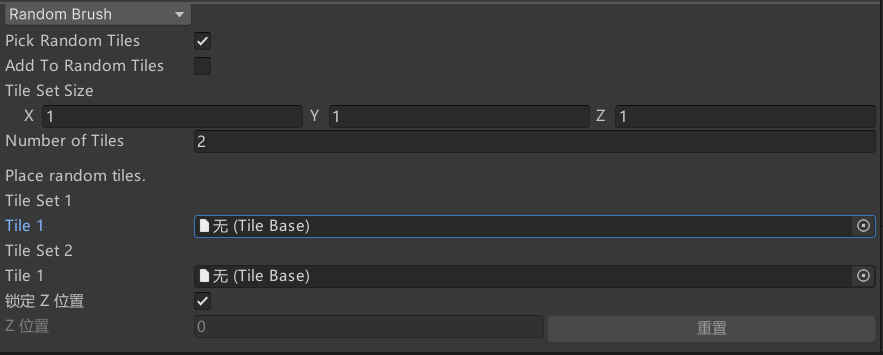 Random Brush
Pick Random Tiles
Add To Random Tiles
Tile Set Size
X 1 Y 1 Z 1
Number of Tiles 2
Place random tiles.
Tile Set 1
Tile 1 无 (Tile Base)
Tile Set 2
Tile 1 无 (Tile Base)
锁定 Z 位置
Z 位置 0 重置